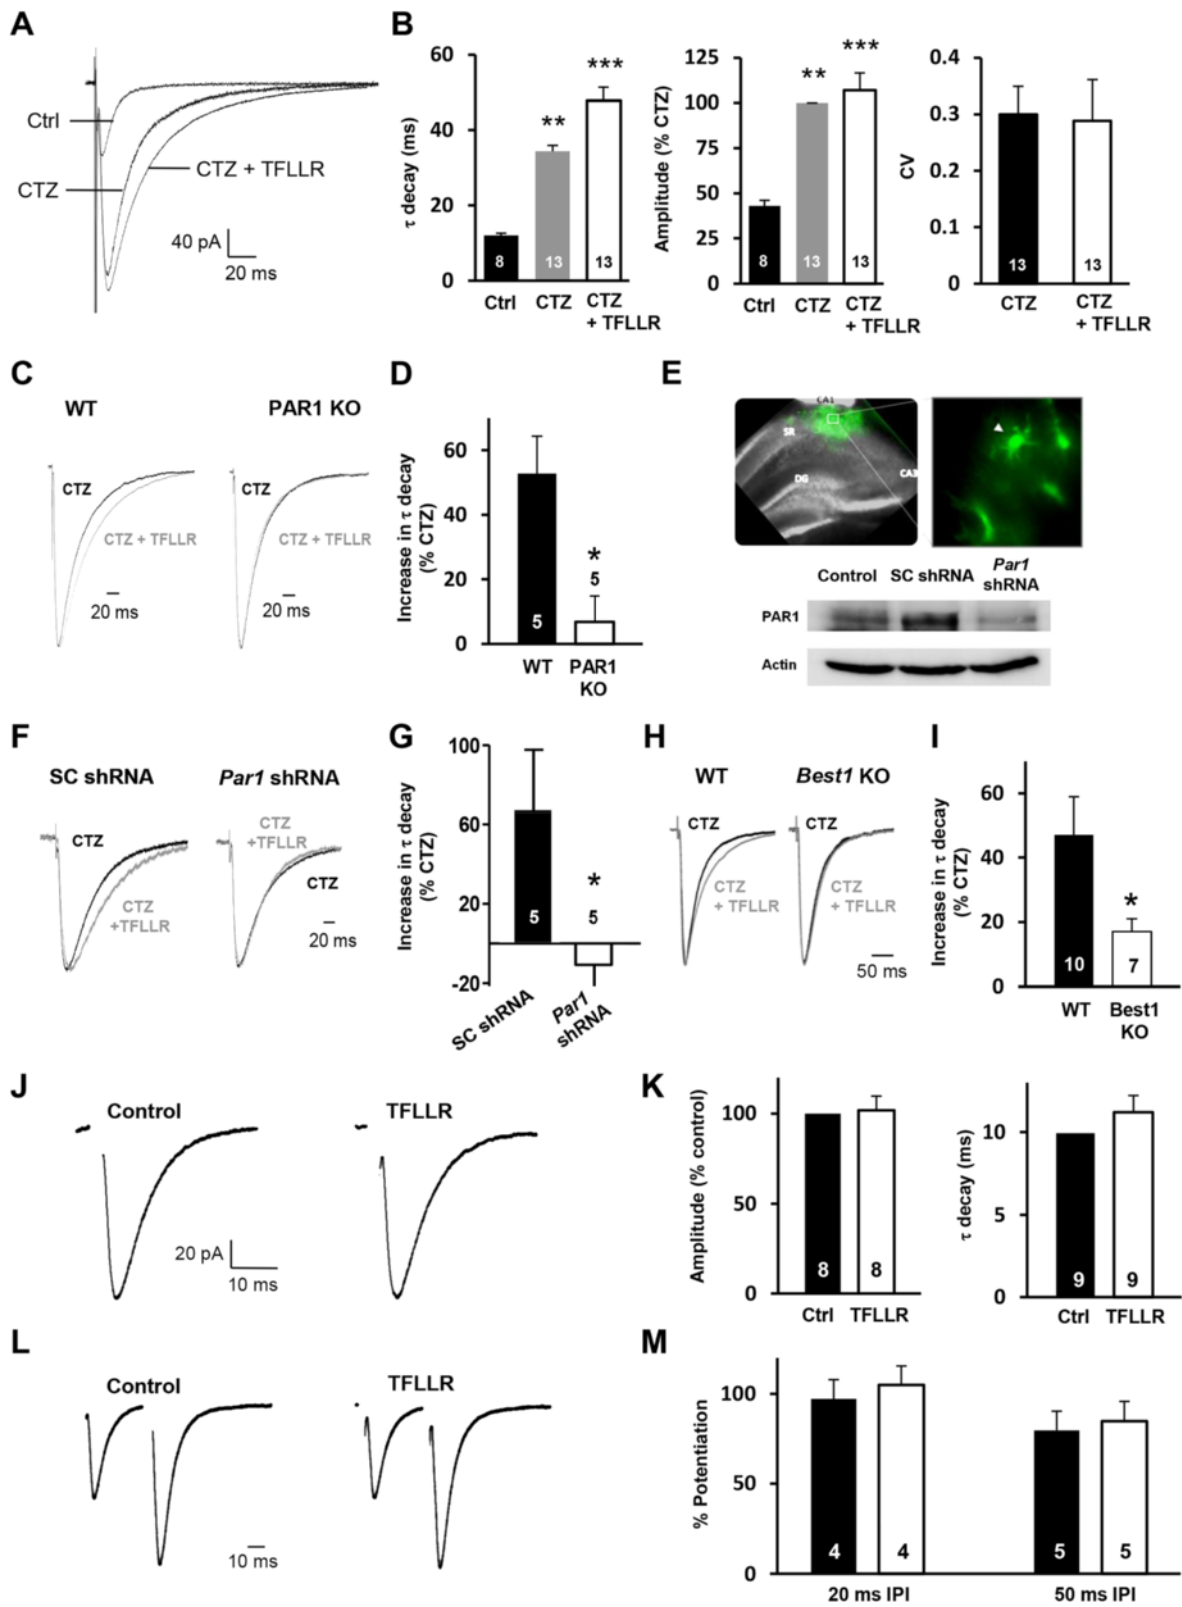 A
Ctrl
CTZ
CTZ + TFLLR
40 pA
20 ms
B
τ decay (ms)
60
40
20
0
**
***
8
13
13
Ctrl
CTZ
CTZ
+ TFLLR
Amplitude (% CTZ)
125
100
75
50
25
0
**
***
8
13
13
Ctrl
CTZ
CTZ
+ TFLLR
CV
0.4
0.3
0.2
0.1
0
13
13
CTZ
CTZ
+ TFLLR
C
WT
PAR1 KO
CTZ
CTZ + TFLLR
20 ms
CTZ
CTZ + TFLLR
20 ms
D
Increase in τ decay
(% CTZ)
60
40
20
0
*
5
5
WT
PAR1
KO
E
CA1
SR
DG
CA3
Control
SC shRNA
Par1
shRNA
PAR1
Actin
F
SC shRNA
Par1 shRNA
CTZ
CTZ
+TFLLR
CTZ
+TFLLR
CTZ
20 ms
G
Increase in τ decay
(% CTZ)
100
60
20
-20
*
5
5
SC shRNA
Par1
shRNA
H
WT
Best1 KO
CTZ
CTZ
+ TFLLR
CTZ
CTZ
+ TFLLR
50 ms
I
Increase in τ decay
(% CTZ)
60
40
20
0
*
10
7
WT
Best1
KO
J
Control
TFLLR
20 pA
10 ms
K
Amplitude (% control)
100
50
0
8
8
Ctrl
TFLLR
τ decay (ms)
10
5
0
9
9
Ctrl
TFLLR
L
Control
TFLLR
10 ms
M
% Potentiation
100
50
0
4
4
5
5
20 ms IPI
50 ms IPI